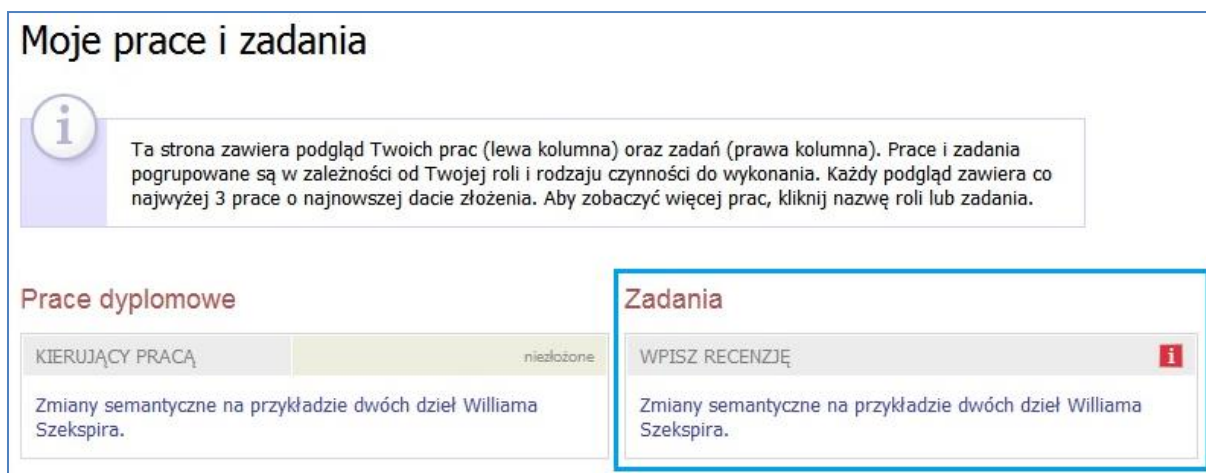 Moje prace i zadania
i
Ta strona zawiera podgląd Twoich prac (lewa kolumna) oraz zadań (prawa kolumna). Prace i zadania
pogrupowane są w zależności od Twojej roli i rodzaju czynności do wykonania. Każdy podgląd zawiera co
najwyżej 3 prace o najnowszej dacie złożenia. Aby zobaczyć więcej prac, kliknij nazwę roli lub zadania.
Prace dyplomowe
KIERUJĄCY PRACĄ niezłożone
Zmiany semantyczne na przykładzie dwóch dzieł Williama
Szekspira.
Zadania
WPISZ RECENZJĘ i
Zmiany semantyczne na przykładzie dwóch dzieł Williama
Szekspira.